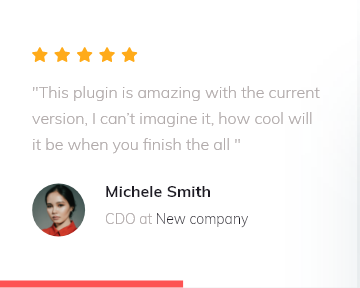 "This plugin is amazing with the current
version, I can't imagine it, how cool will
it be when you finish the all "
Michele Smith
CDO at New company